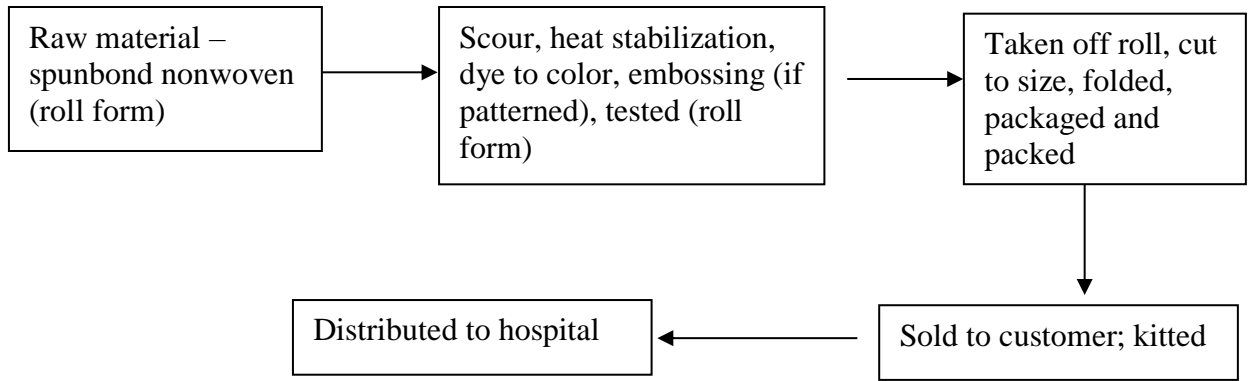 Raw material –
spunbond nonwoven
(roll form)
Scour, heat stabilization,
dye to color, embossing (if
patterned), tested (roll
form)
Taken off roll, cut
to size, folded,
packaged and
packed
Sold to customer; kitted
Distributed to hospital